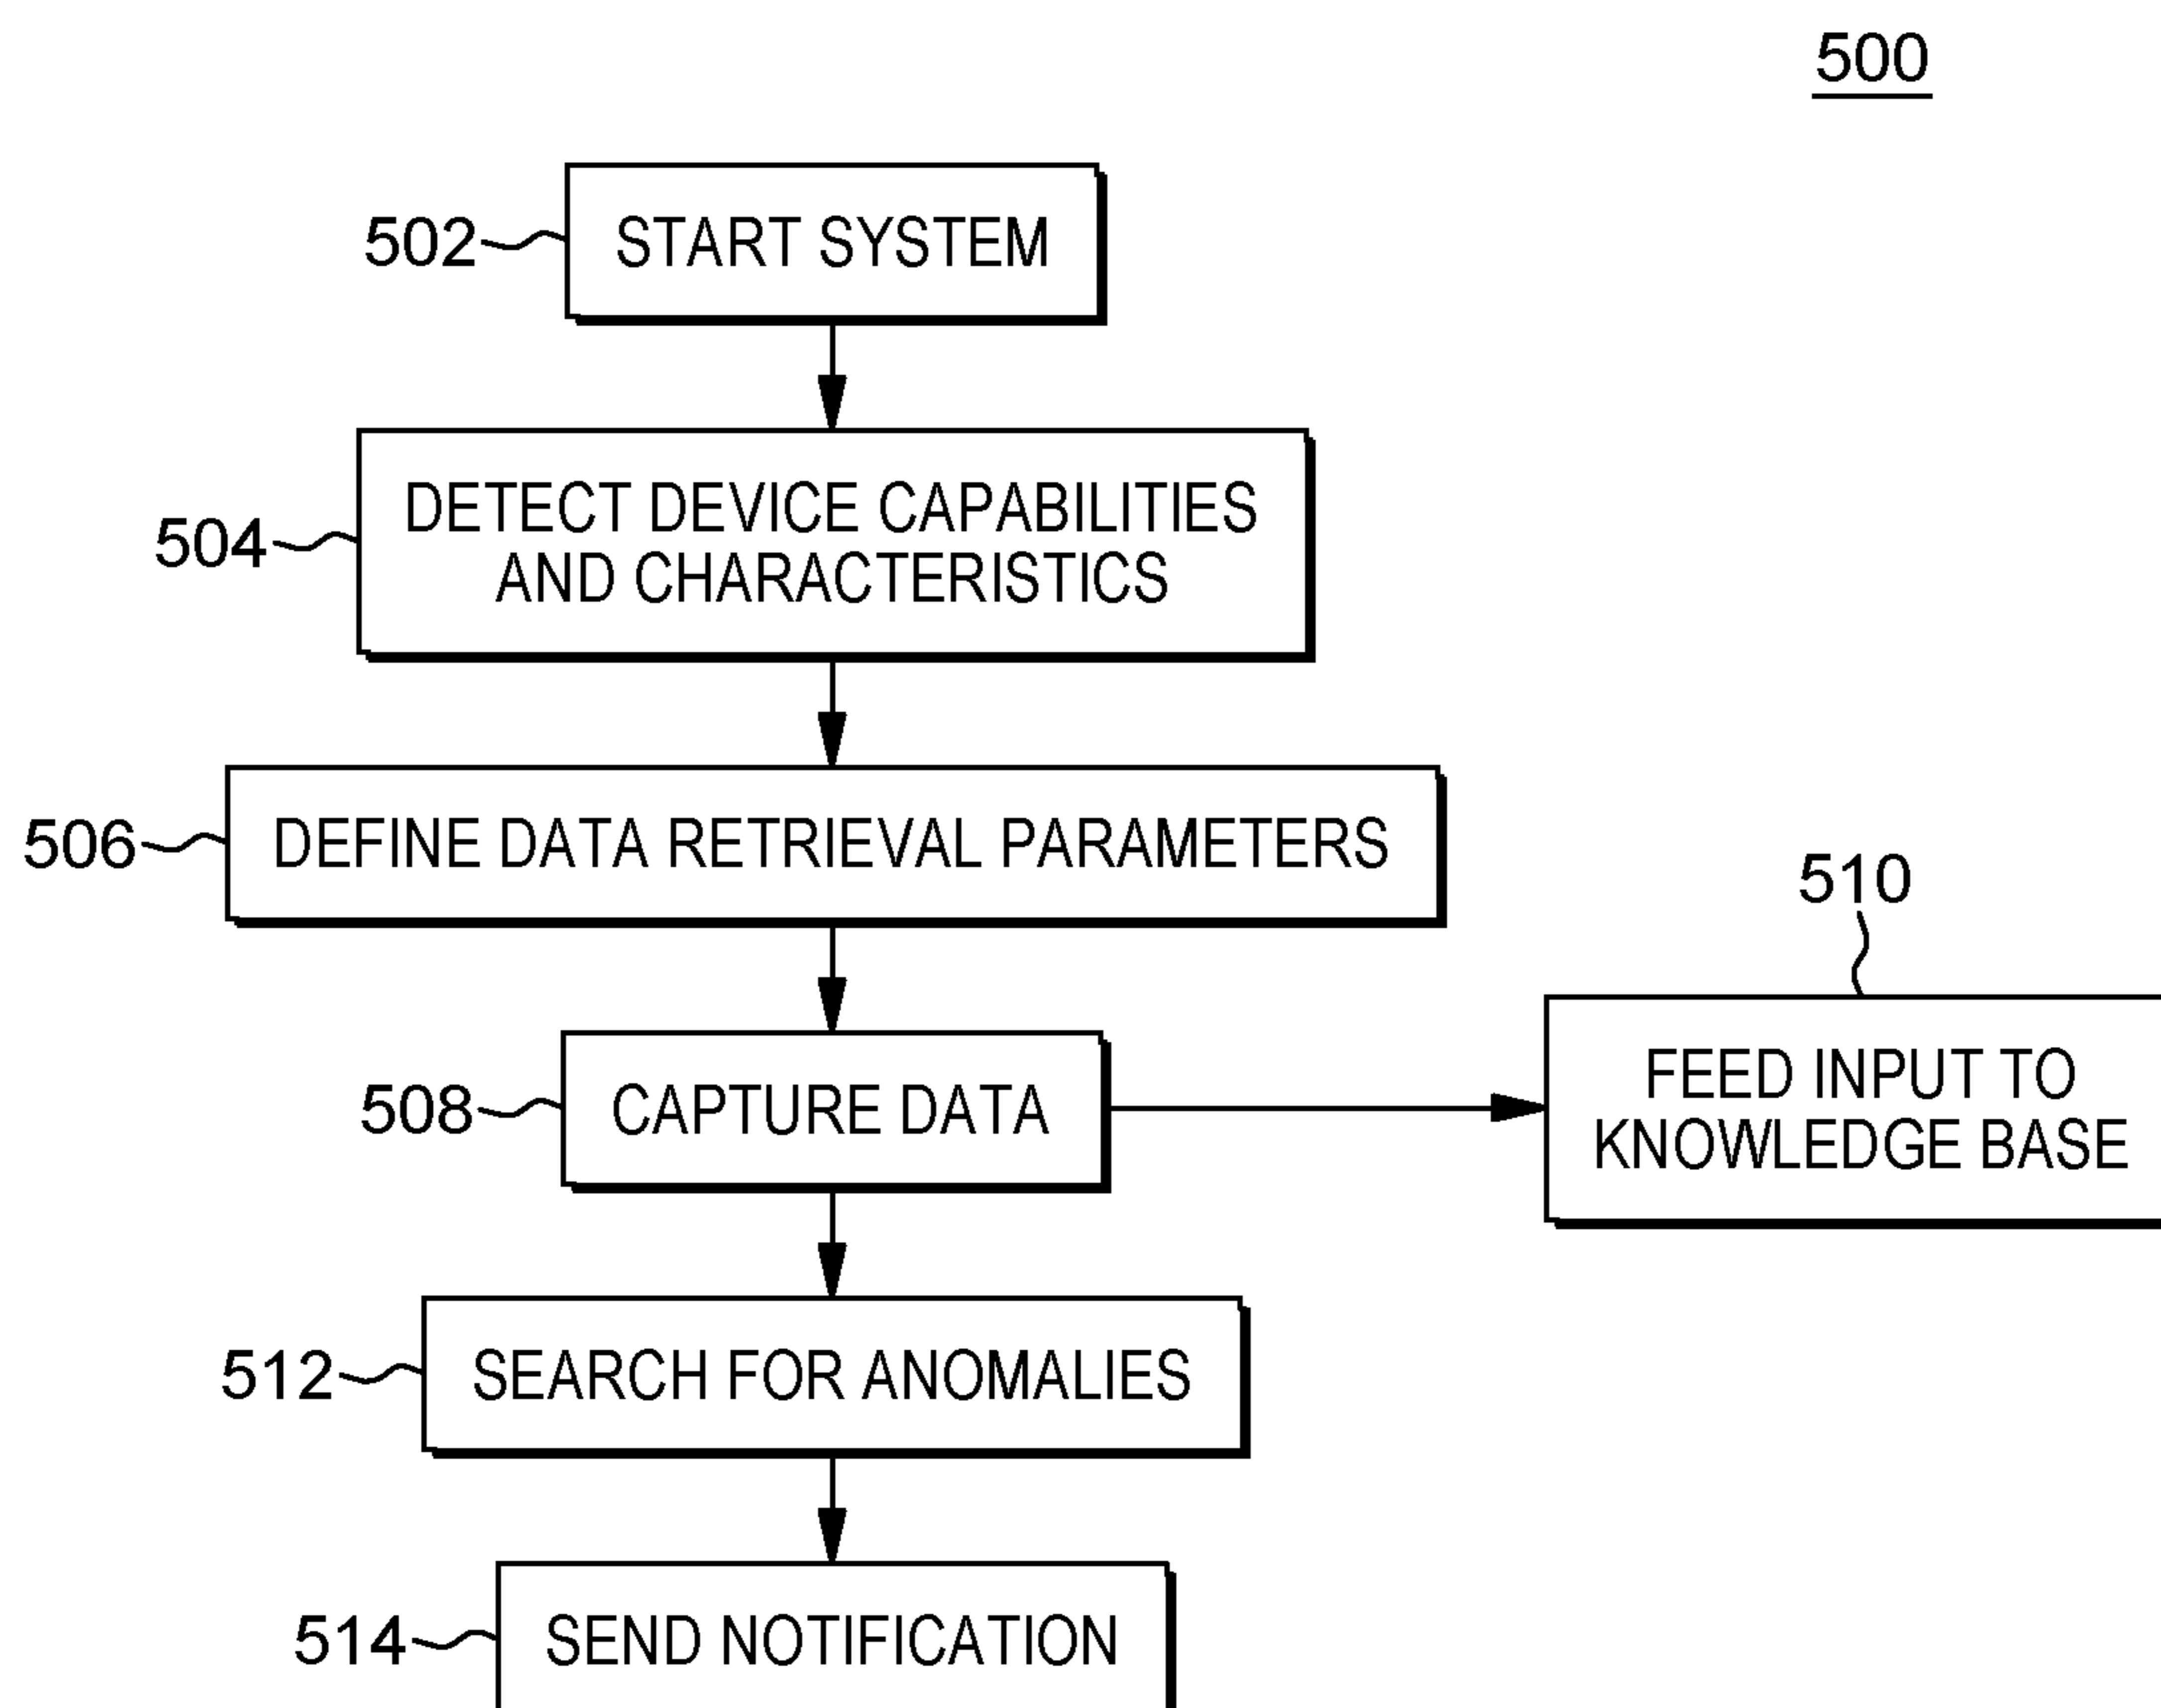 500
502
START SYSTEM
504
DETECT DEVICE CAPABILITIES
AND CHARACTERISTICS
506
DEFINE DATA RETRIEVAL PARAMETERS
508
CAPTURE DATA
510
FEED INPUT TO
KNOWLEDGE BASE
512
SEARCH FOR ANOMALIES
514
SEND NOTIFICATION